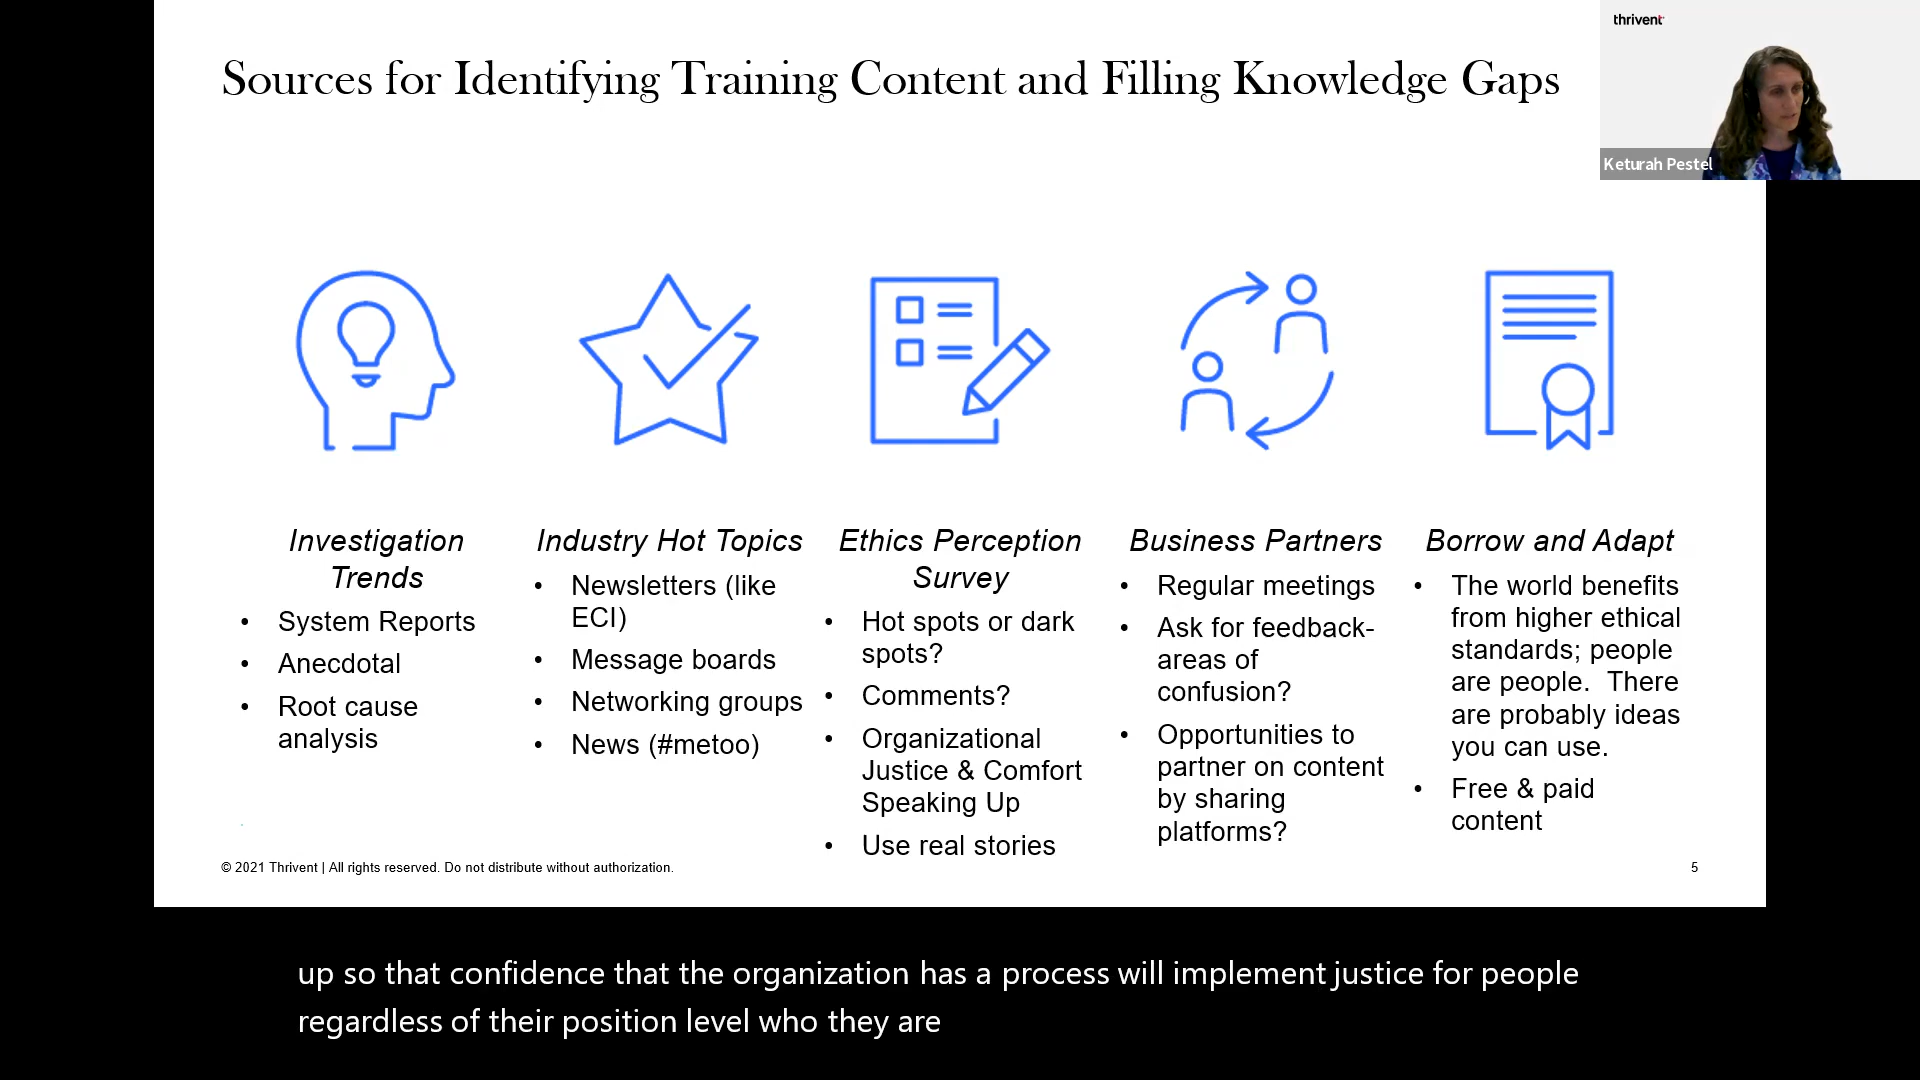 Sources for Identifying Training Content and Filling Knowledge Gaps
thrivent
Keturah Pestel
Investigation
Trends
• System Reports
• Anecdotal
• Root cause
analysis
Industry Hot Topics
• Newsletters (like
ECI)
• Message boards
• Networking groups
• News (#metoo)
Ethics Perception
Survey
• Hot spots or dark
spots?
• Comments?
• Organizational
Justice & Comfort
Speaking Up
• Use real stories
Business Partners
• Regular meetings
• Ask for feedback-
areas of
confusion?
• Opportunities to
partner on content
by sharing
platforms?
Borrow and Adapt
• The world benefits
from higher ethical
standards; people
are people.  There
are probably ideas
you can use.
• Free & paid
content
© 2021 Thrivent | All rights reserved. Do not distribute without authorization.
5
up so that confidence that the organization has a process will implement justice for people
regardless of their position level who they are